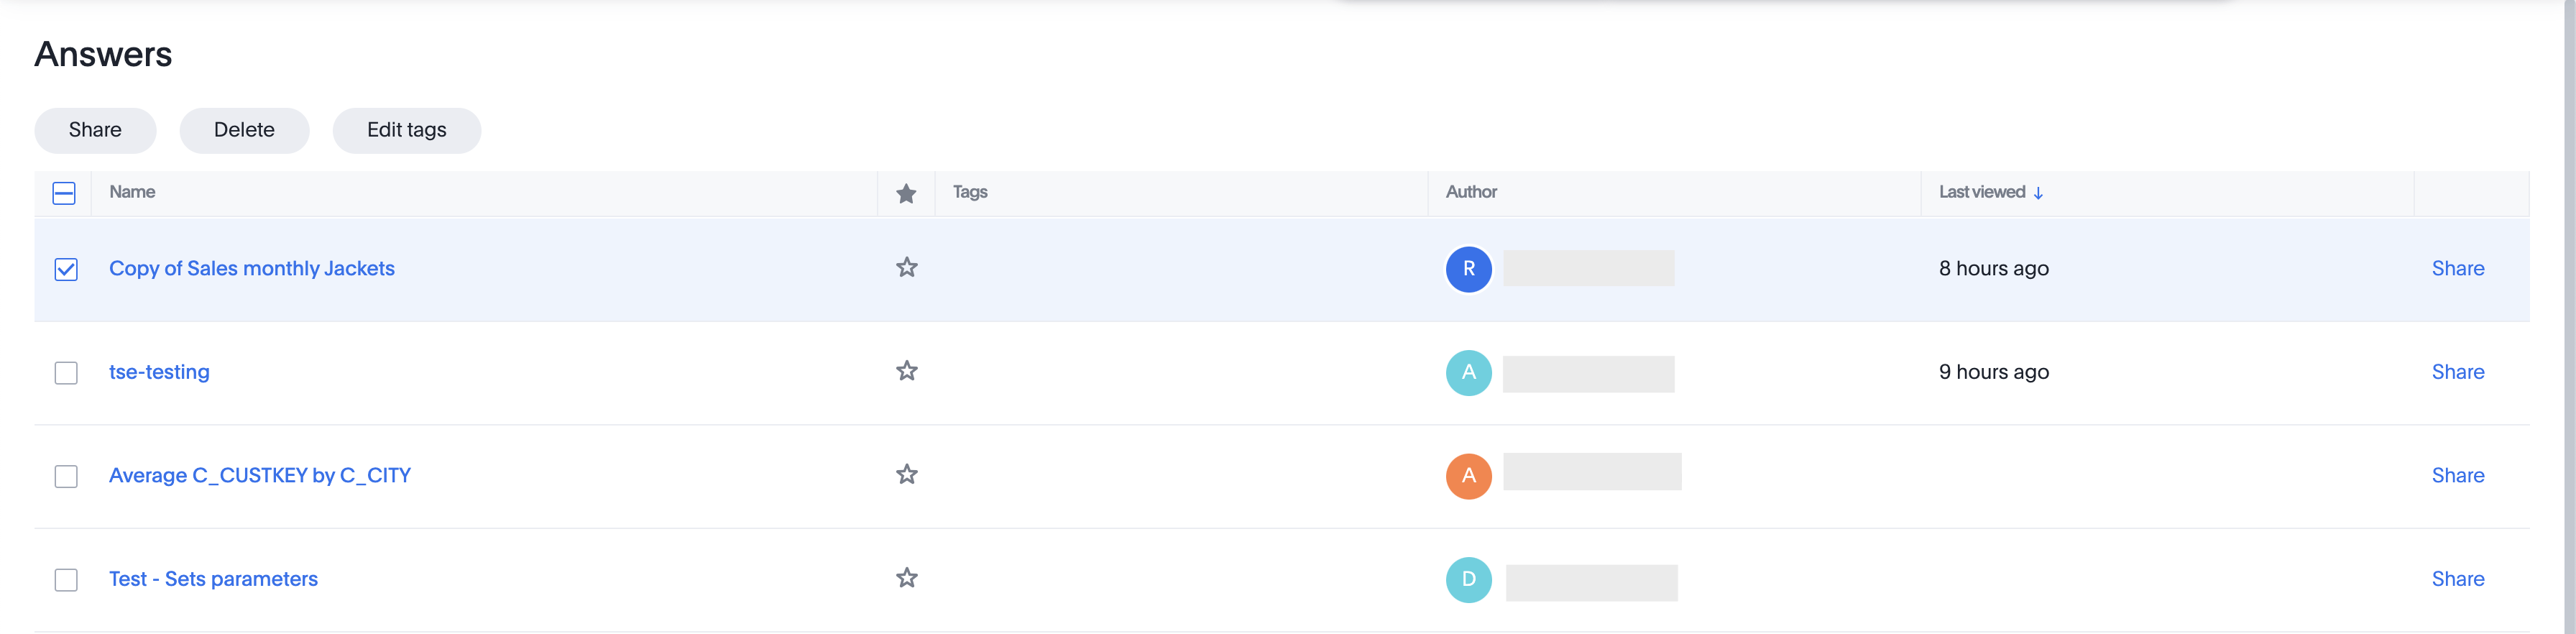 Answers
Share Delete Edit tags
Name Tags Author Last viewed ↓
Copy of Sales monthly Jackets R 8 hours ago Share
tse-testing A 9 hours ago Share
Average C_CUSTKEY by C_CITY A Share
Test - Sets parameters D Share